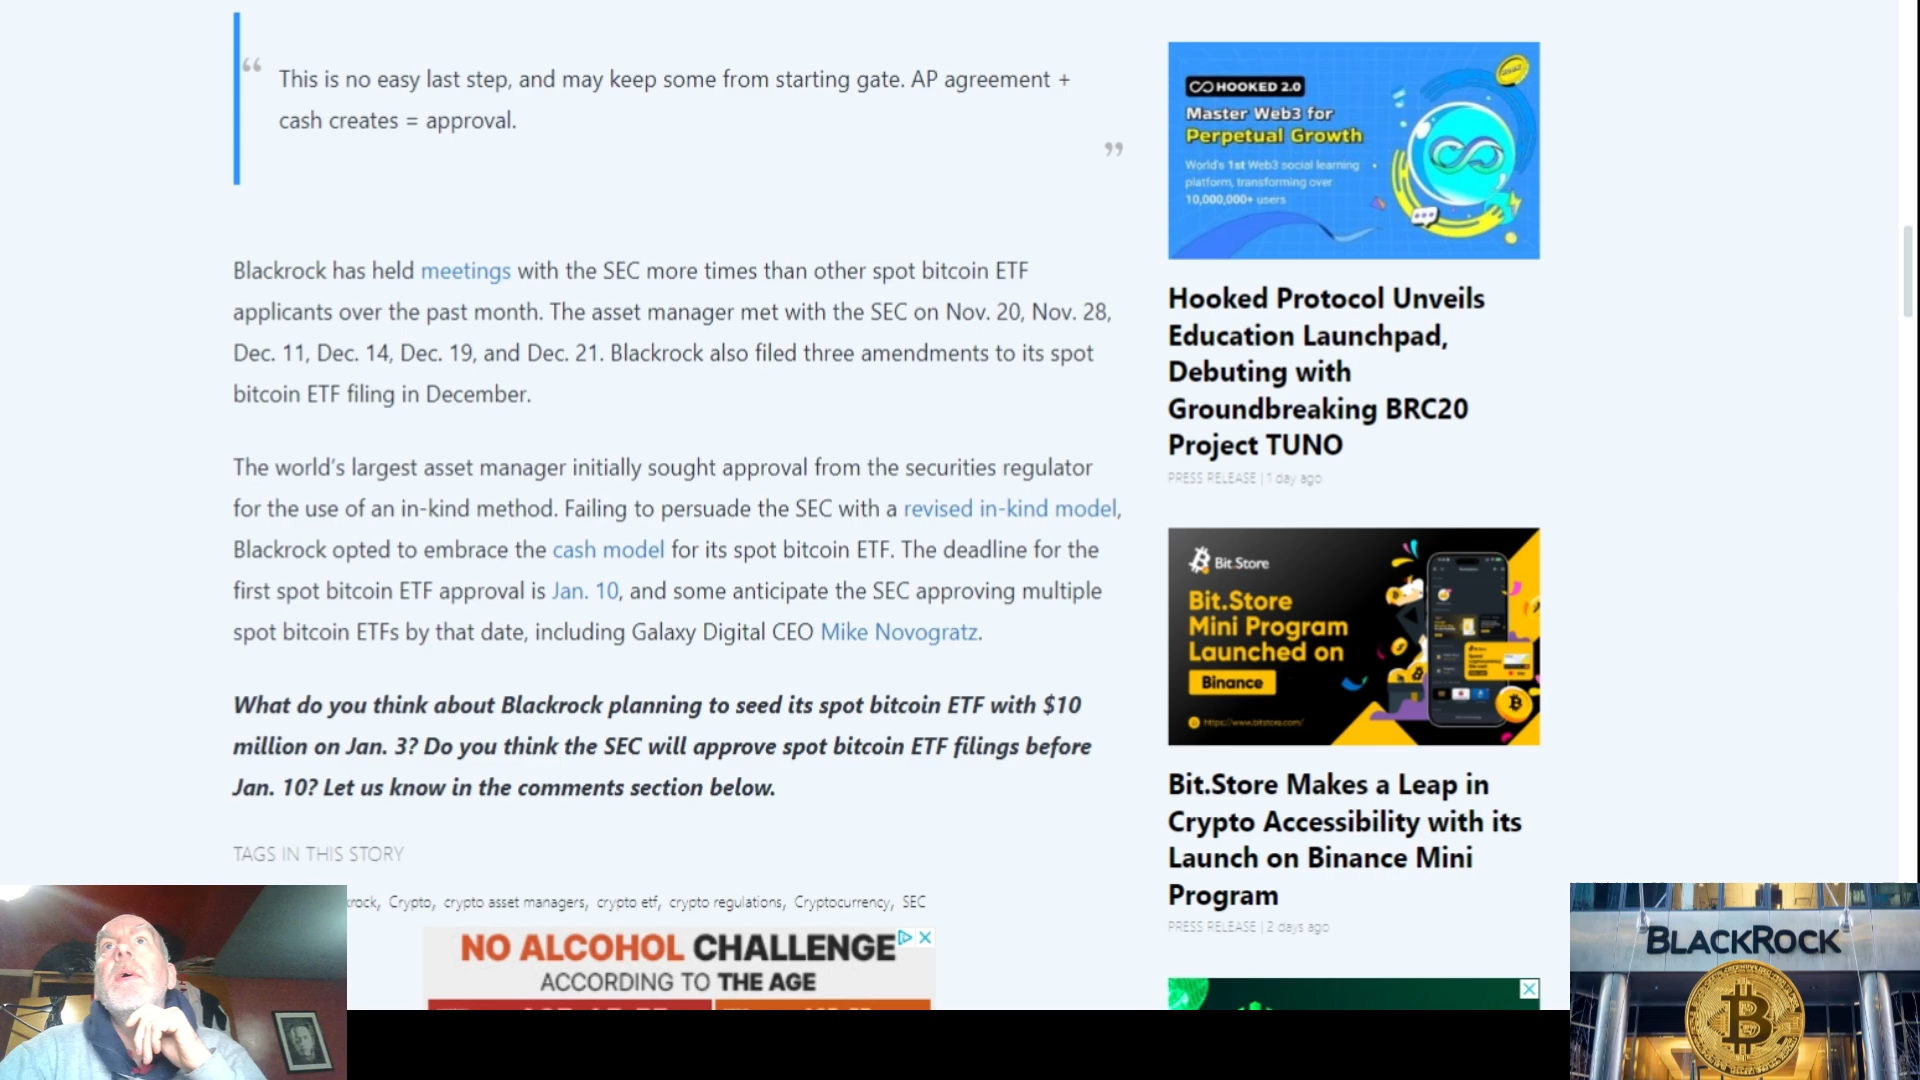 This is no easy last step, and may keep some from starting gate. AP agreement +
cash creates = approval.
Blackrock has held meetings with the SEC more times than other spot bitcoin ETF
applicants over the past month. The asset manager met with the SEC on Nov. 20, Nov. 28,
Dec. 11, Dec. 14, Dec. 19, and Dec. 21. Blackrock also filed three amendments to its spot
bitcoin ETF filing in December.
The world's largest asset manager initially sought approval from the securities regulator
for the use of an in-kind method. Failing to persuade the SEC with a revised in-kind model,
Blackrock opted to embrace the cash model for its spot bitcoin ETF. The deadline for the
first spot bitcoin ETF approval is Jan. 10, and some anticipate the SEC approving multiple
spot bitcoin ETFs by that date, including Galaxy Digital CEO Mike Novogratz.
What do you think about Blackrock planning to seed its spot bitcoin ETF with $10
million on Jan. 3? Do you think the SEC will approve spot bitcoin ETF filings before
Jan. 10? Let us know in the comments section below.
TAGS IN THIS STORY
crock, Crypto, crypto asset managers, crypto etf, crypto regulations, Cryptocurrency, SEC
NO ALCOHOL CHALLENGE
ACCORDING TO THE AGE
HOOKED 2.0
Master Web3 for
Perpetual Growth
World's 1st Web3 social learning
platform, transforming over
10,000,000+ users
Hooked Protocol Unveils
Education Launchpad,
Debuting with
Groundbreaking BRC20
Project TUNO
PRESS RELEASE | 1 day ago
Bit.Store
Bit.Store
Mini Program
Launched on
Binance
https://www.bitstore.com/
Bit.Store Makes a Leap in
Crypto Accessibility with its
Launch on Binance Mini
Program
PRESS RELEASE | 2 days ago
BLACKROCK